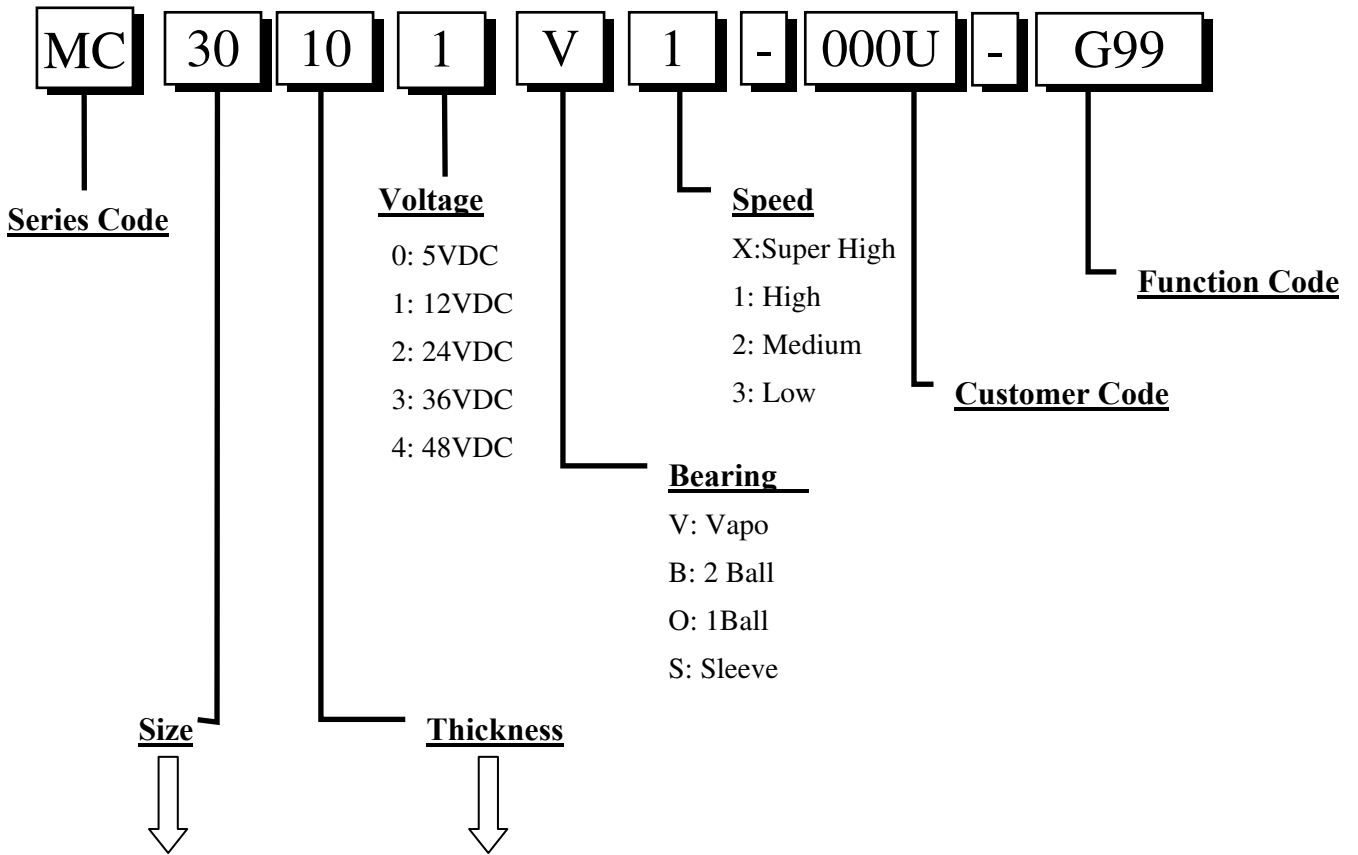 MC 30 10 1 V 1 - 000U - G99
Series Code
Voltage
0: 5VDC
1: 12VDC
2: 24VDC
3: 36VDC
4: 48VDC
Speed
X:Super High
1: High
2: Medium
3: Low
Function Code
Customer Code
Bearing
V: Vapo
B: 2 Ball
O: 1Ball
S: Sleeve
Size
Thickness